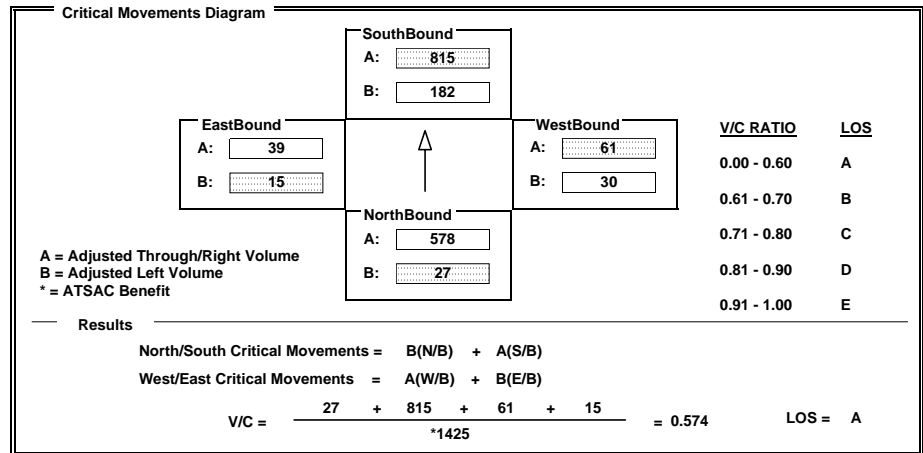 Critical Movements Diagram
SouthBound
A: 815
B: 182
EastBound
A: 39
B: 15
WestBound
A: 61
B: 30
NorthBound
A: 578
B: 27
V/C RATIO LOS
0.00 - 0.60 A
0.61 - 0.70 B
0.71 - 0.80 C
0.81 - 0.90 D
0.91 - 1.00 E
A = Adjusted Through/Right Volume
B = Adjusted Left Volume
* = ATSAC Benefit
Results
North/South Critical Movements = B(N/B) + A(S/B)
West/East Critical Movements = A(W/B) + B(E/B)
V/C = 27 + 815 + 61 + 15 = 0.574 LOS = A
*1425